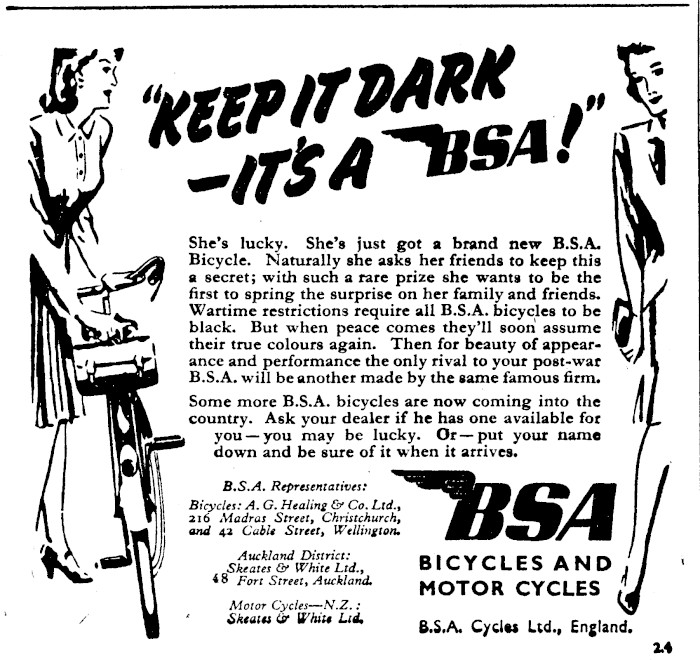 "KEEP IT DARK
—IT'S A BSA!"
She's lucky. She's just got a brand new B.S.A.
Bicycle. Naturally she asks her friends to keep this
a secret; with such a rare prize she wants to be the
first to spring the surprise on her family and friends.
Wartime restrictions require all B.S.A. bicycles to be
black. But when peace comes they'll soon assume
their true colours again. Then for beauty of appear-
ance and performance the only rival to your post-war
B.S.A. will be another made by the same famous firm.
Some more B.S.A. bicycles are now coming into the
country. Ask your dealer if he has one available for
you—you may be lucky. Or—put your name
down and be sure of it when it arrives.
B.S.A. Representatives:
Bicycles: A. G. Healing & Co. Ltd.,
216 Madras Street, Christchurch,
and 42 Cable Street, Wellington.
Auckland District:
Skeates & White Ltd.,
48 Fort Street, Auckland.
Motor Cycles—N.Z.:
Skeates & White Ltd.
BSA
BICYCLES AND
MOTOR CYCLES
B.S.A. Cycles Ltd., England.
2.4